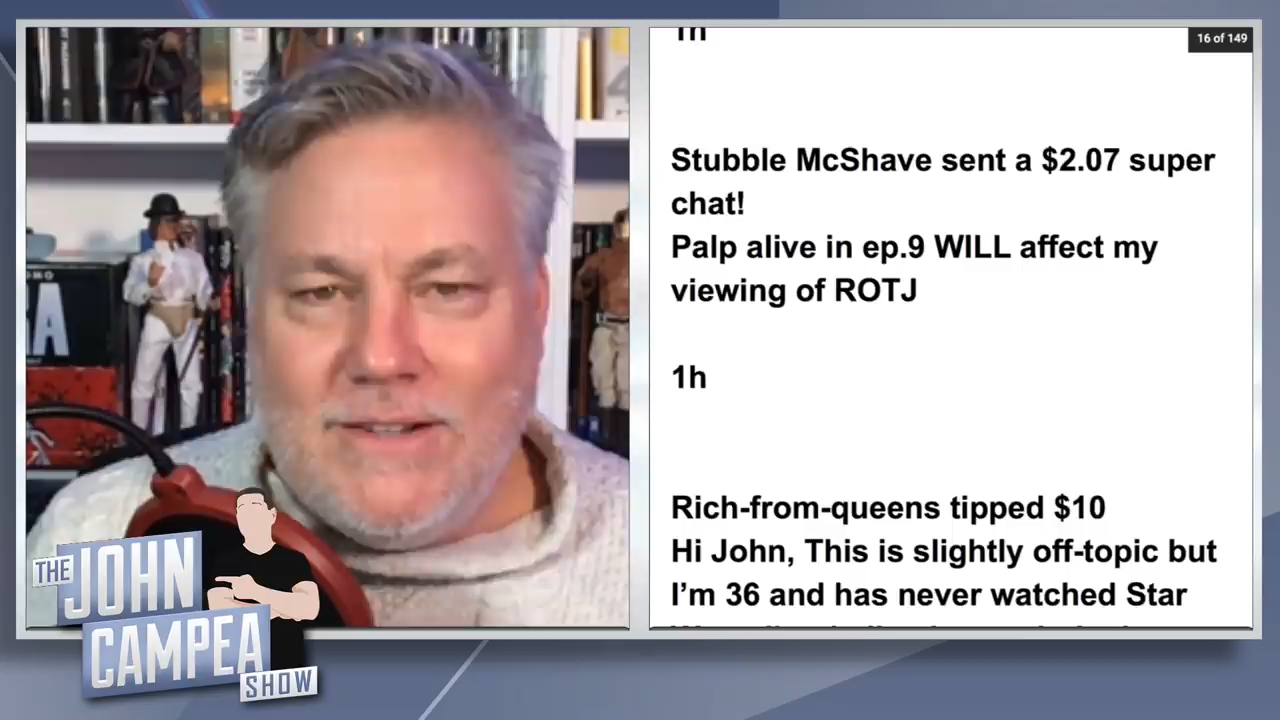 1h
16 of 149
Stubble McShave sent a $2.07 super
chat!
Palp alive in ep.9 WILL affect my
viewing of ROTJ
1h
Rich-from-queens tipped $10
Hi John, This is slightly off-topic but
I'm 36 and has never watched Star
THE
JOHN
CAMPEA
SHOW